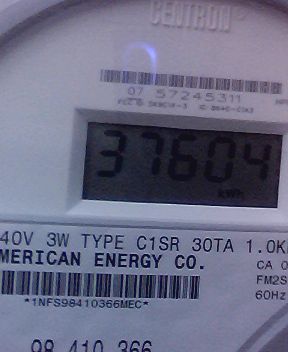 CENTRON®
07 57245311
37604
kWh
40V 3W TYPE C1SR 30TA 1.0K
MERICAN ENERGY CO.
CA 0
FM2S
60Hz
*1NFS98410366MEC*
98 410 366